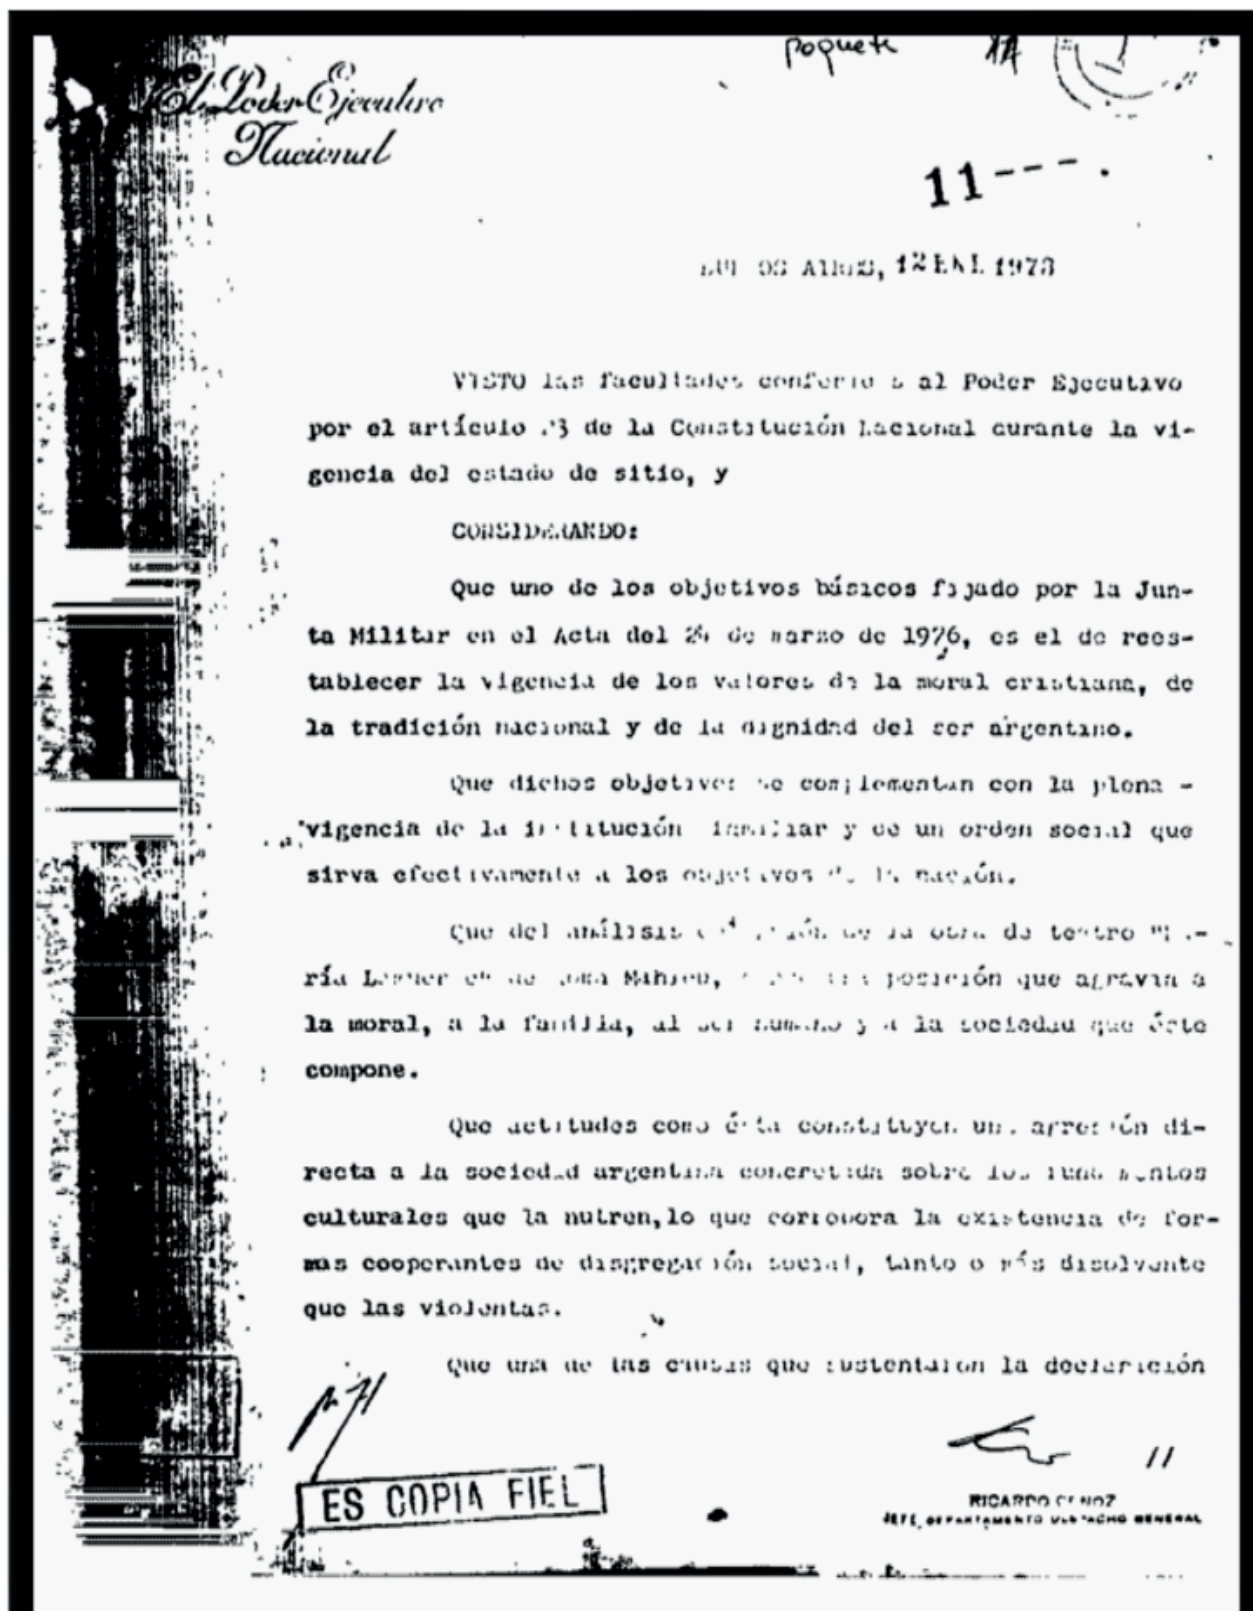 paquete AA
El Poder Ejecutivo
Nacional
11---.
AIRES, 12 ENE 1978
VISTO las facultades al Poder Ejecutivo
por el artículo de la Constitución Nacional durante la vi-
gencia del estado de sitio, y
CONSIDERANDO:
Que uno de los objetivos básicos fijado por la Jun-
ta Militar en el Acta del 24 de marzo de 1976, es el de rees-
tablecer la vigencia de los valores de la moral cristiana, de
la tradición nacional y de la dignidad del ser argentino.
Que dichos objetivos se complementan con la plena -
vigencia de la institución familiar y de un orden social que
sirva efectivamente a los objetivos de la nación.
Que del análisis de la obra de teatro
ría de posición que agravia a
la moral, a la familia, al ser humano y a la sociedad que éste
compone.
Que actitudes como ésta constituyen una agresión di-
recta a la sociedad argentina concretada sobre los fundamentos
culturales que la nutren,lo que corrobora la existencia de for-
mas cooperantes de disgregación social, tanto o más disolvente
que las violentas.
Que una de las causas que sustentaron la declaración
ES COPIA FIEL
//
RICARDO
JEFE DEPARTAMENTO DESPACHO GENERAL